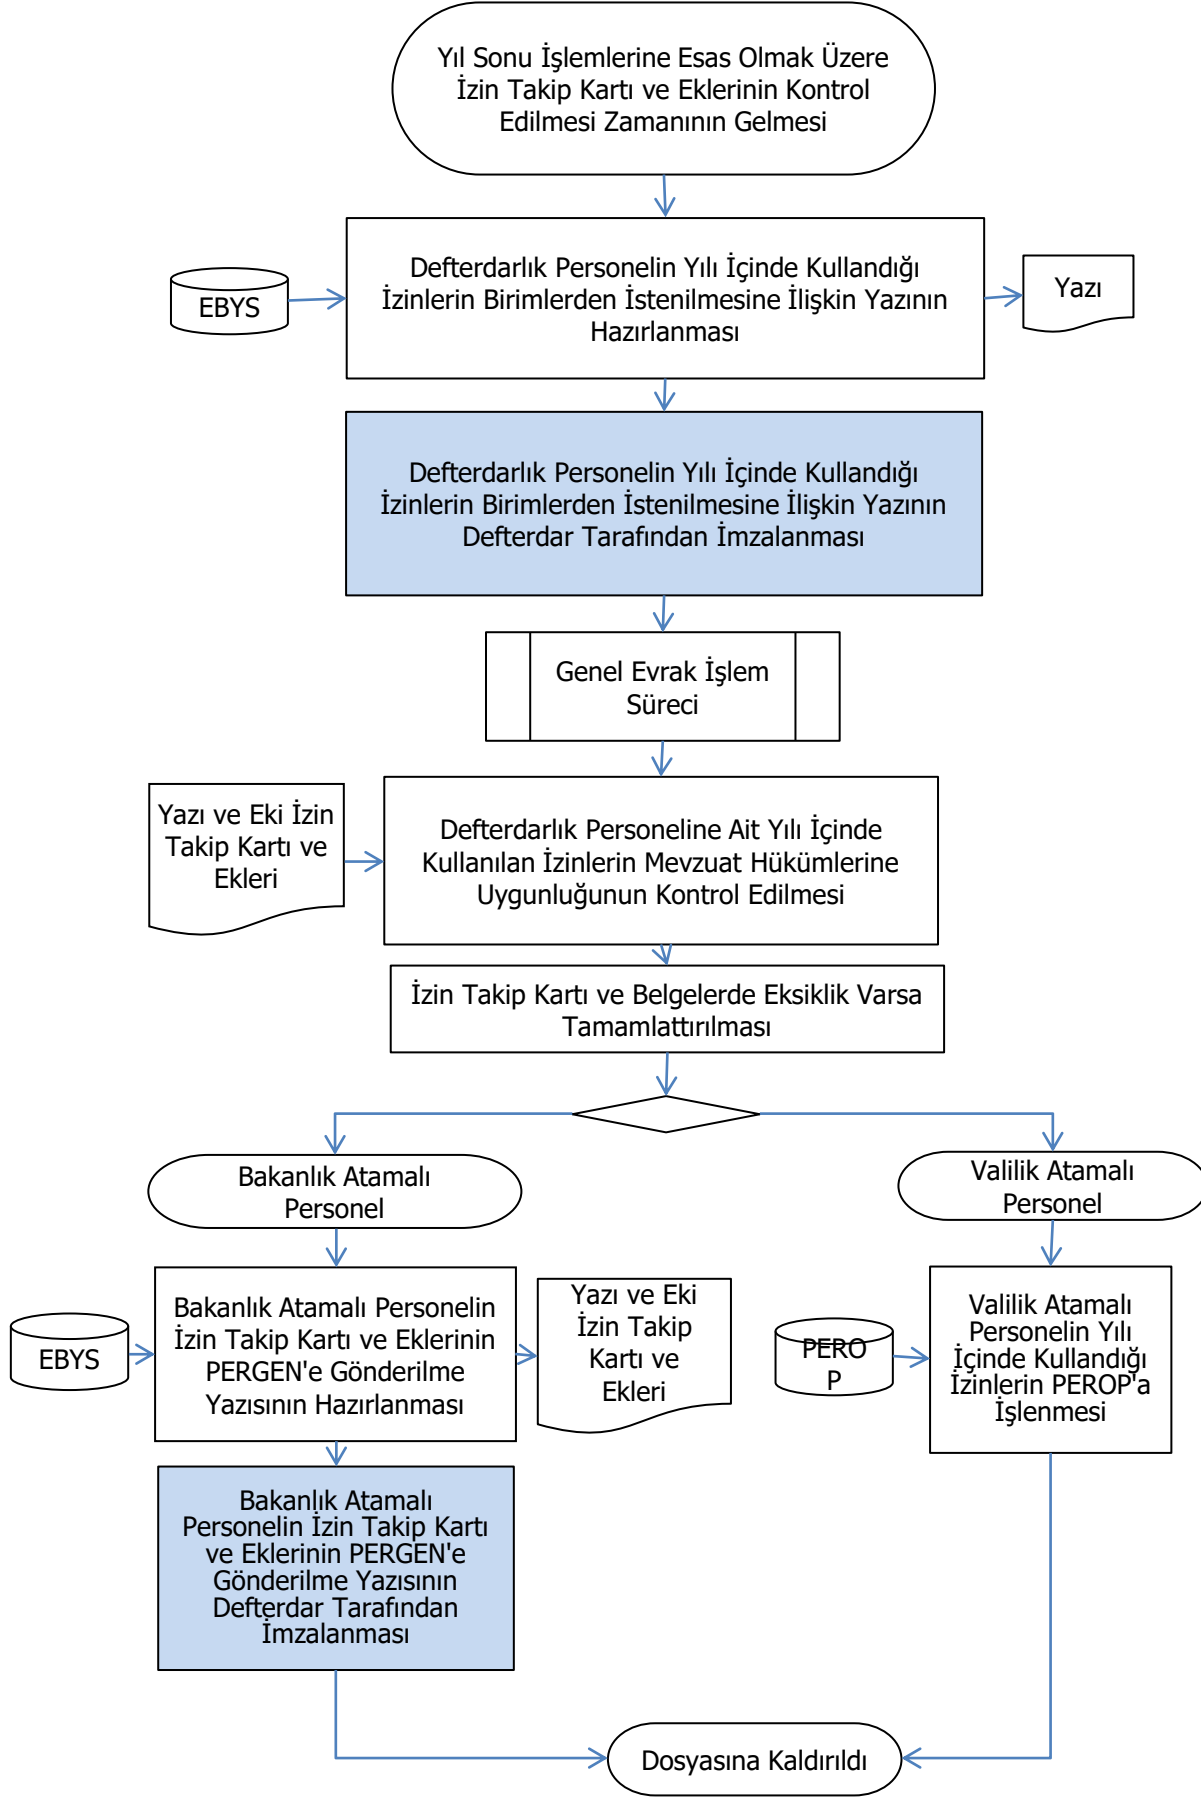 Yıl Sonu İşlemlerine Esas Olmak Üzere
İzin Takip Kartı ve Eklerinin Kontrol
Edilmesi Zamanının Gelmesi
EBYS
Defterdarlık Personelin Yılı İçinde Kullandığı
İzinlerin Birimlerden İstenilmesine İlişkin Yazının
Hazırlanması
Yazı
Defterdarlık Personelin Yılı İçinde Kullandığı
İzinlerin Birimlerden İstenilmesine İlişkin Yazının
Defterdar Tarafından İmzalanması
Genel Evrak İşlem
Süreci
Yazı ve Eki İzin
Takip Kartı ve
Ekleri
Defterdarlık Personeline Ait Yılı İçinde
Kullanılan İzinlerin Mevzuat Hükümlerine
Uygunluğunun Kontrol Edilmesi
İzin Takip Kartı ve Belgelerde Eksiklik Varsa
Tamamlattırılması
Bakanlık Atamalı
Personel
Valilik Atamalı
Personel
EBYS
Bakanlık Atamalı Personelin
İzin Takip Kartı ve Eklerinin
PERGEN'e Gönderilme
Yazısının Hazırlanması
Yazı ve Eki
İzin Takip
Kartı ve
Ekleri
PERO
P
Valilik Atamalı
Personelin Yılı
İçinde Kullandığı
İzinlerin PEROP'a
İşlenmesi
Bakanlık Atamalı
Personelin İzin Takip Kartı
ve Eklerinin PERGEN'e
Gönderilme Yazısının
Defterdar Tarafından
İmzalanması
Dosyasına Kaldırıldı